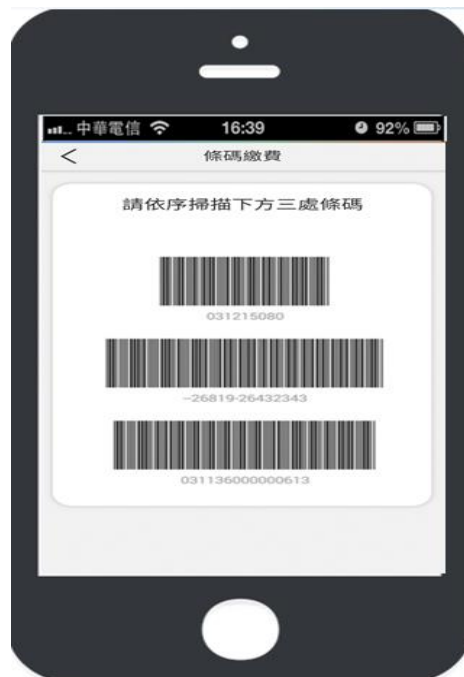 中華電信 16:39 92%
< 條碼繳費
請依序掃描下方三處條碼
031215080
-26819-26432343
031136000000613